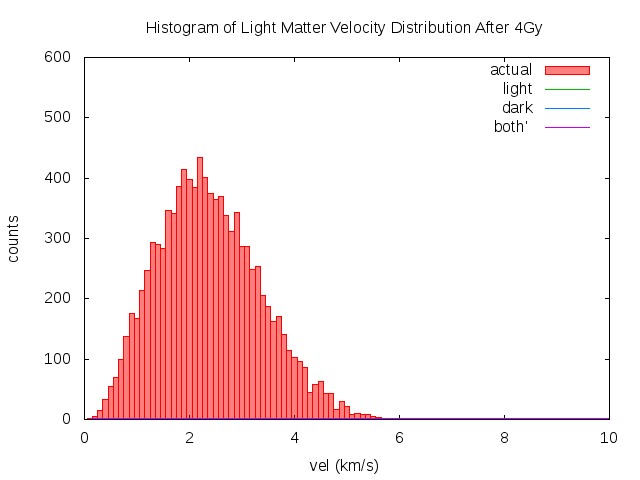 Histogram of Light Matter Velocity Distribution After 4Gy
600
500
400
300
200
100
0
counts
actual
light
dark
both'
0 2 4 6 8 10
vel (km/s)